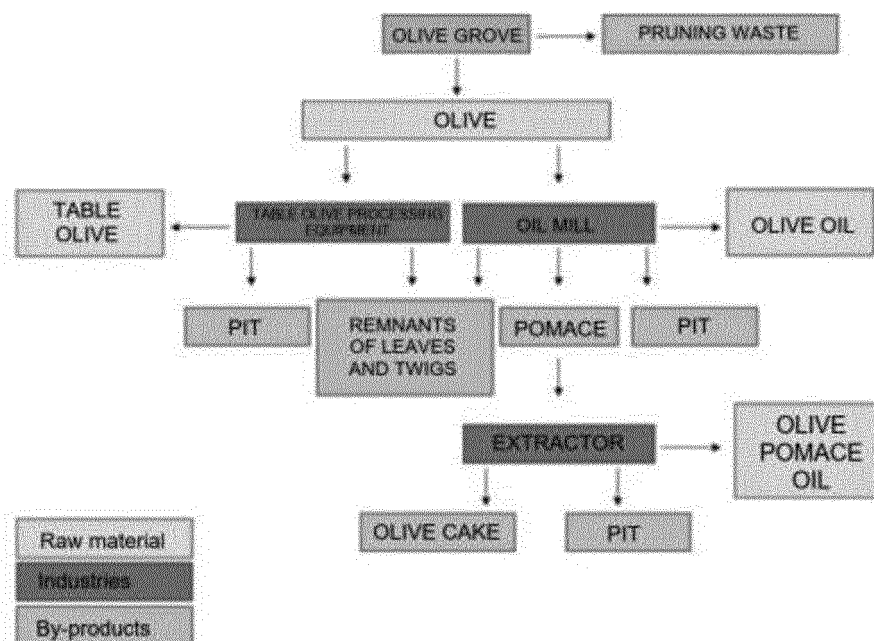 OLIVE GROVE
PRUNING WASTE
OLIVE
TABLE
OLIVE
TABLE OLIVE PROCESSING
EQUIPMENT
OIL MILL
OLIVE OIL
PIT
REMNANTS
OF LEAVES
AND TWIGS
POMACE
PIT
EXTRACTOR
OLIVE
POMACE
OIL
OLIVE CAKE
PIT
Raw material
Industries
By-products